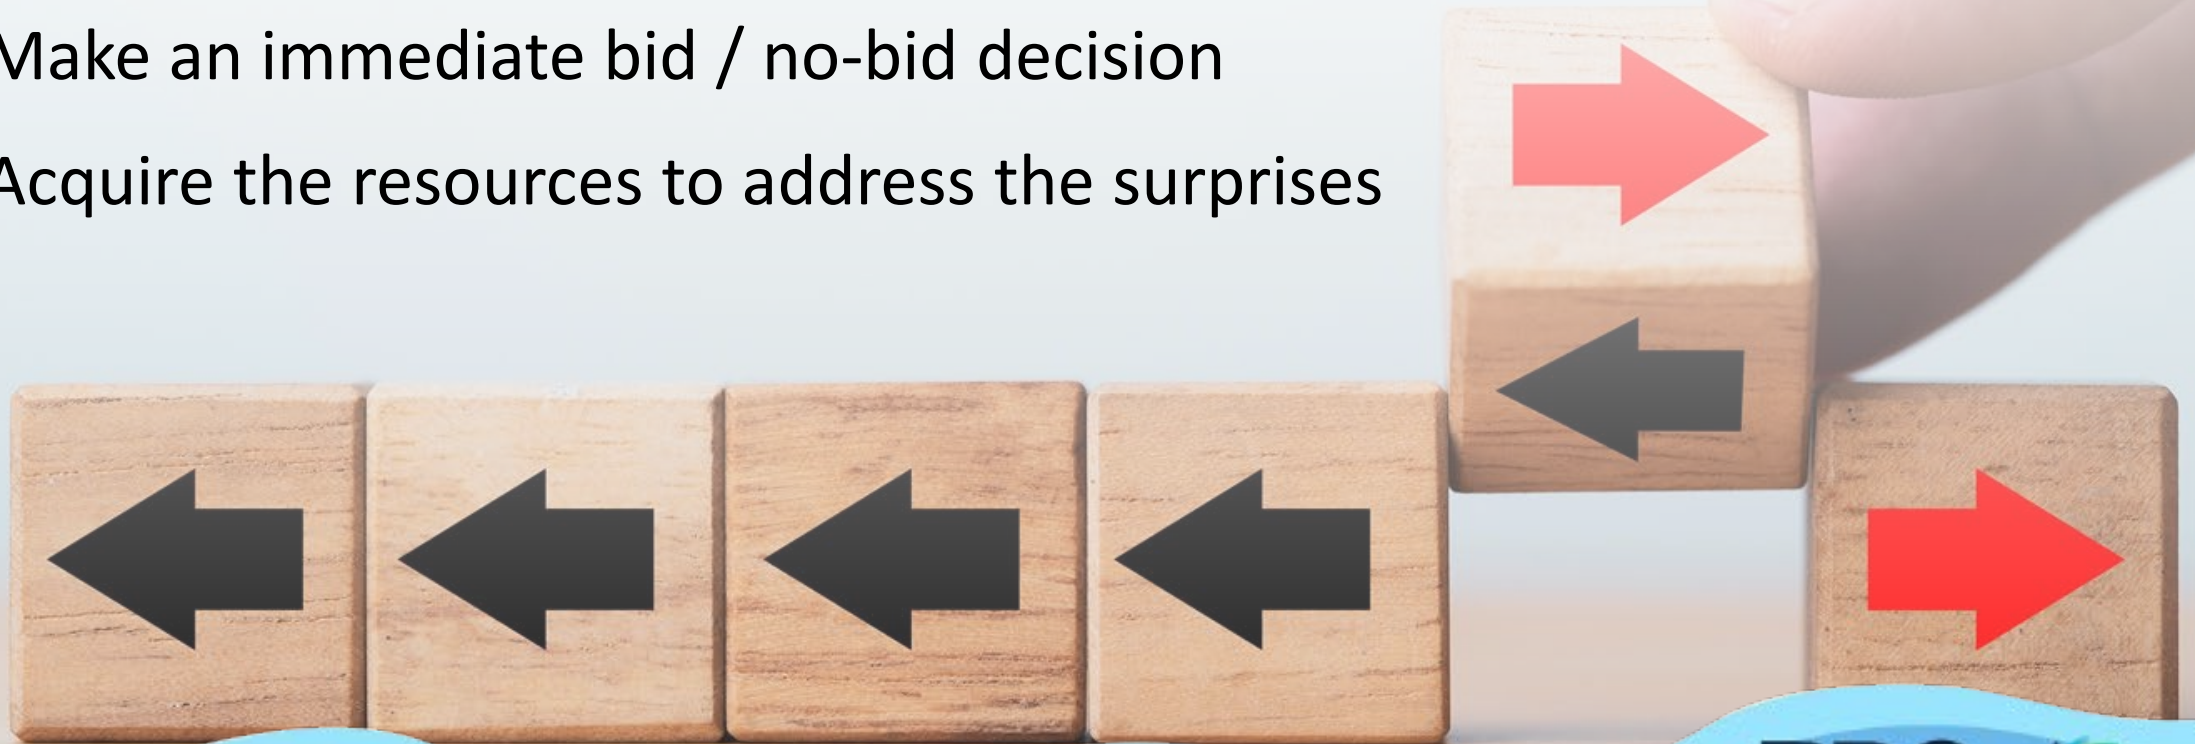 Make an immediate bid / no-bid decision
Acquire the resources to address the surprises